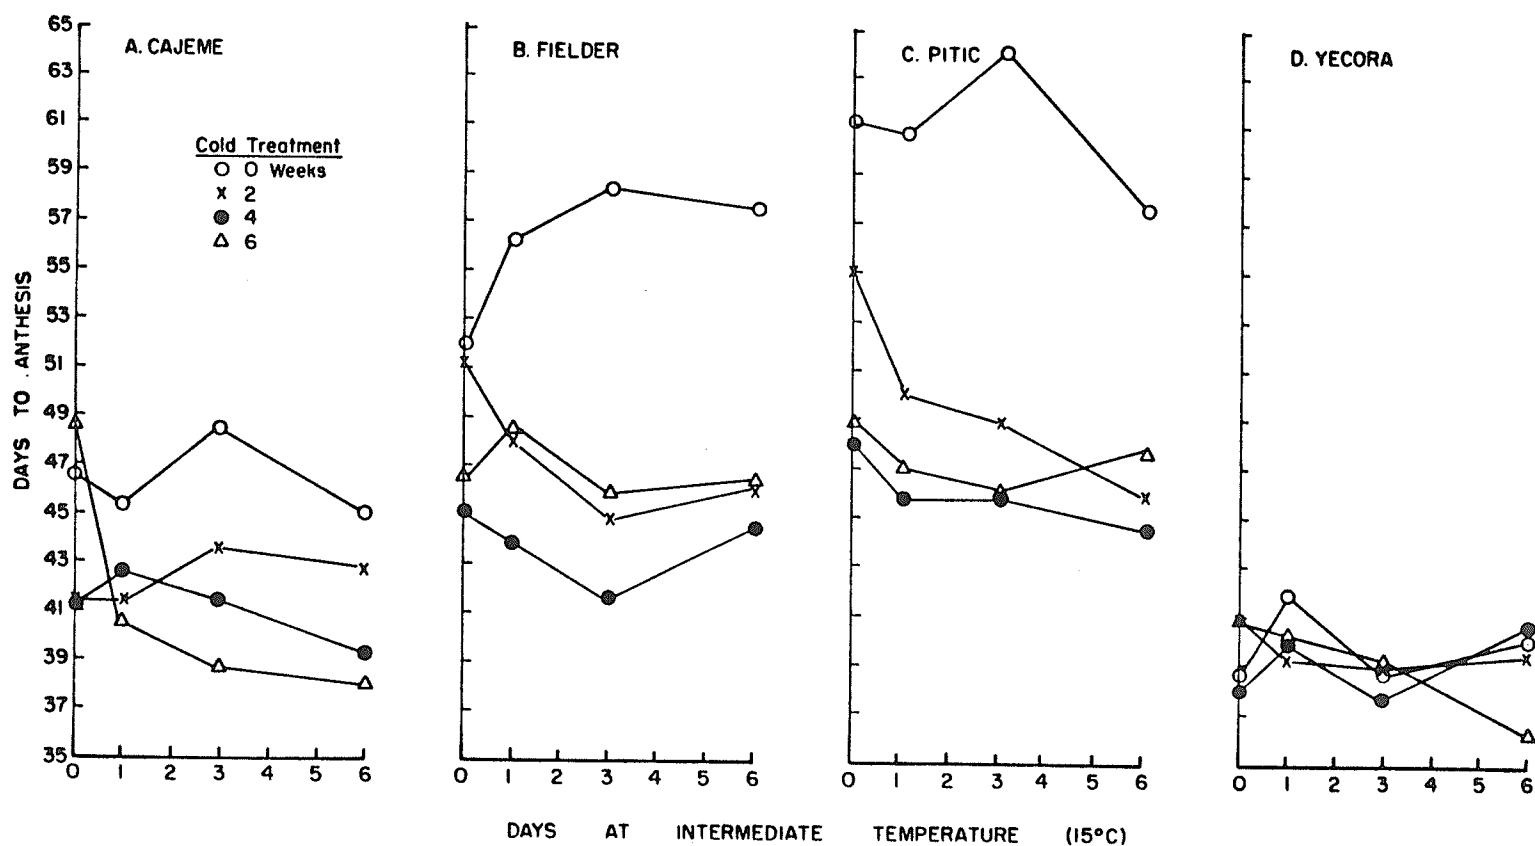 A. CAJEME
B. FIELDER
C. PITIC
D. YECORA
Cold Treatment
0 Weeks
x 2
4
6
DAYS TO ANTHESIS
65
63
61
59
57
55
53
51
49
47
45
43
41
39
37
35
0 1 2 3 4 5 6
0 1 2 3 4 5 6
0 1 2 3 4 5 6
0 1 2 3 4 5 6
DAYS AT INTERMEDIATE TEMPERATURE (15°C)